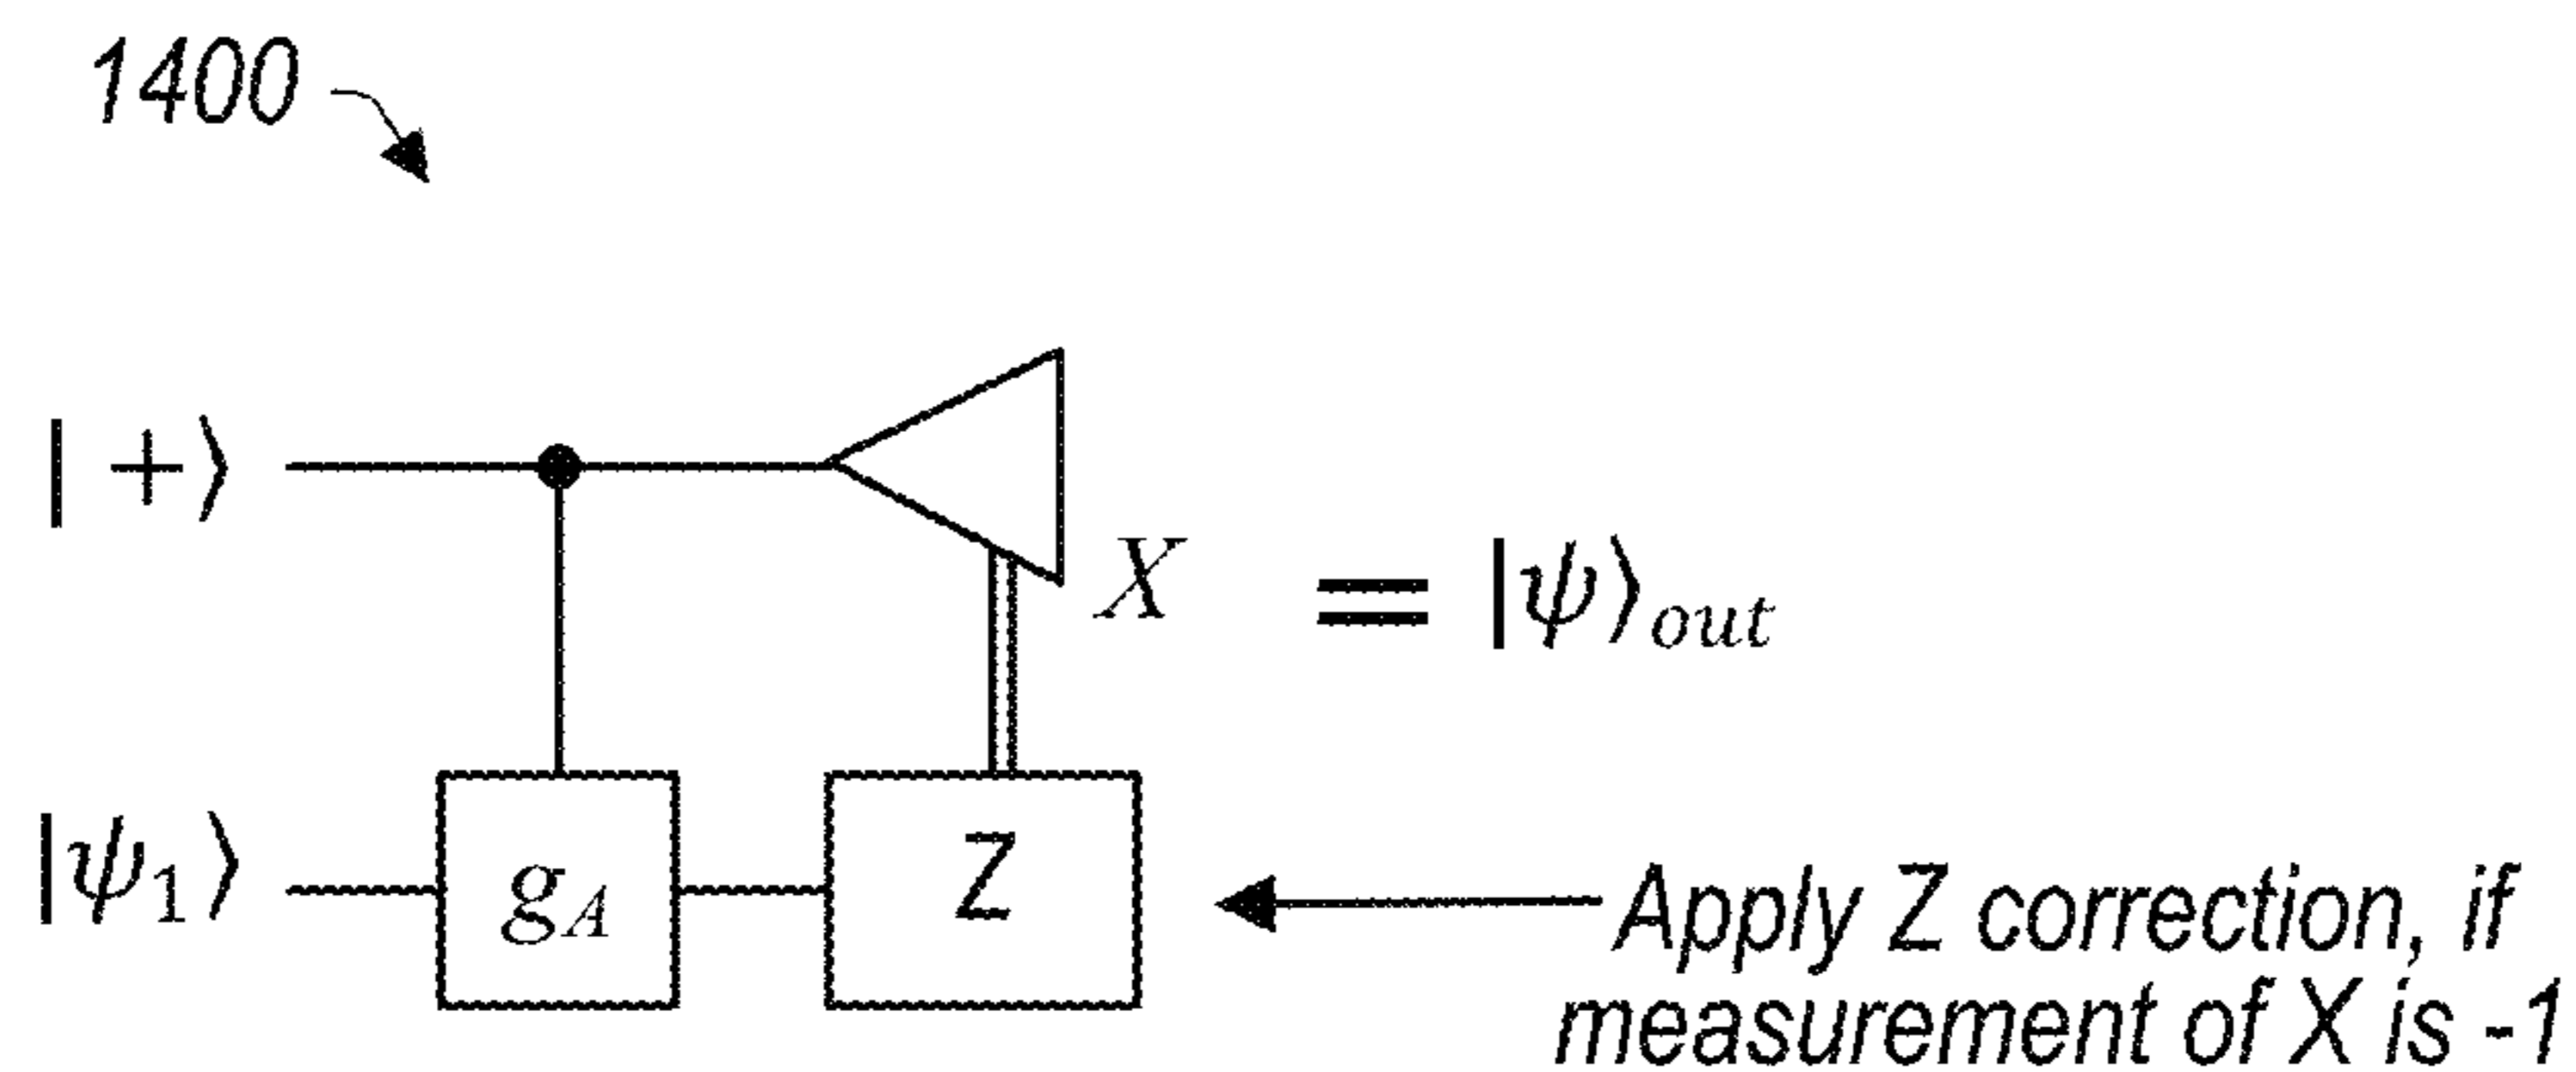 1400
|+⟩
X = |ψ⟩out
|ψ1⟩ gA Z
Apply Z correction, if
measurement of X is -1